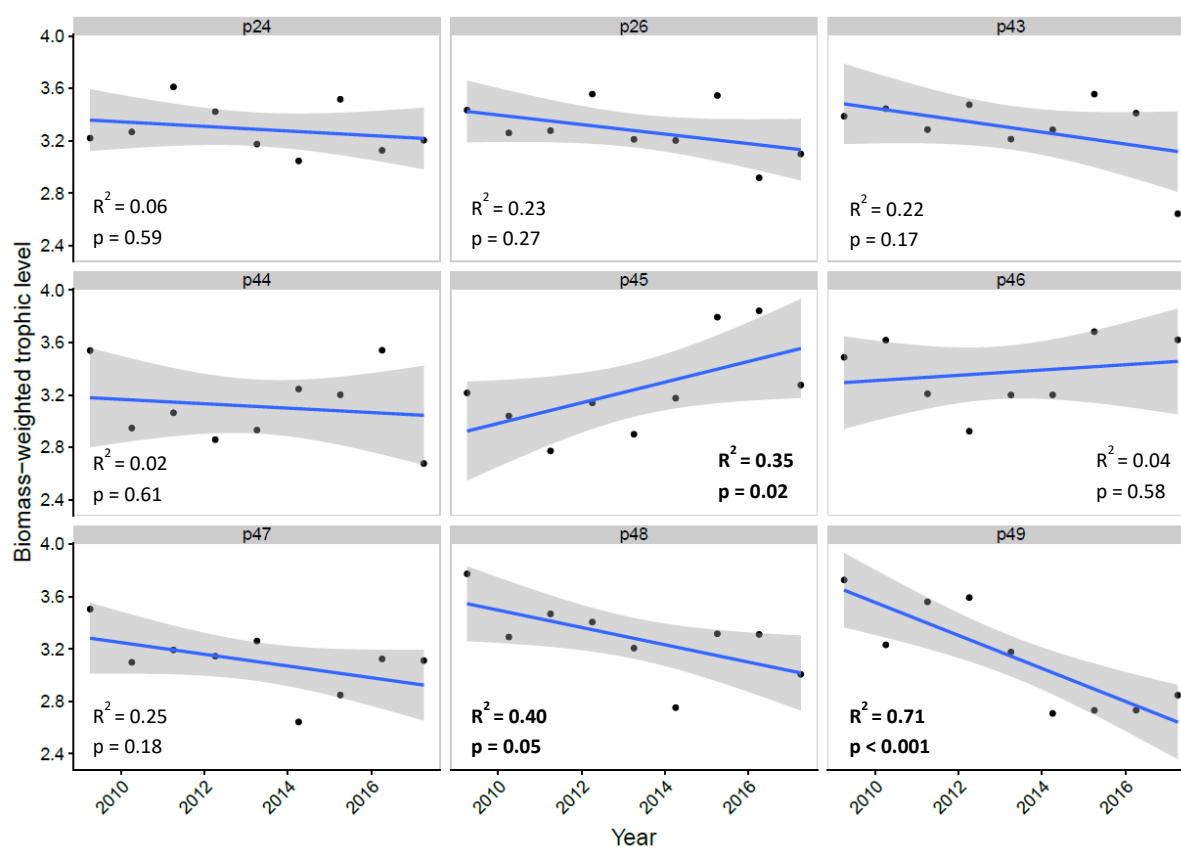 p24
p26
p43
4.0
3.6
3.2
2.8
2.4
R² = 0.06
p = 0.59
R² = 0.23
p = 0.27
R² = 0.22
p = 0.17
p44
p45
p46
4.0
3.6
3.2
2.8
2.4
R² = 0.02
p = 0.61
R² = 0.35
p = 0.02
R² = 0.04
p = 0.58
Biomass−weighted trophic level
p47
p48
p49
4.0
3.6
3.2
2.8
2.4
R² = 0.25
p = 0.18
R² = 0.40
p = 0.05
R² = 0.71
p < 0.001
2010 2012 2014 2016
2010 2012 2014 2016
2010 2012 2014 2016
Year